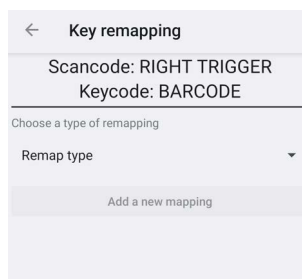 Key remapping
Scancode: RIGHT TRIGGER
Keycode: BARCODE
Choose a type of remapping
Remap type
Add a new mapping